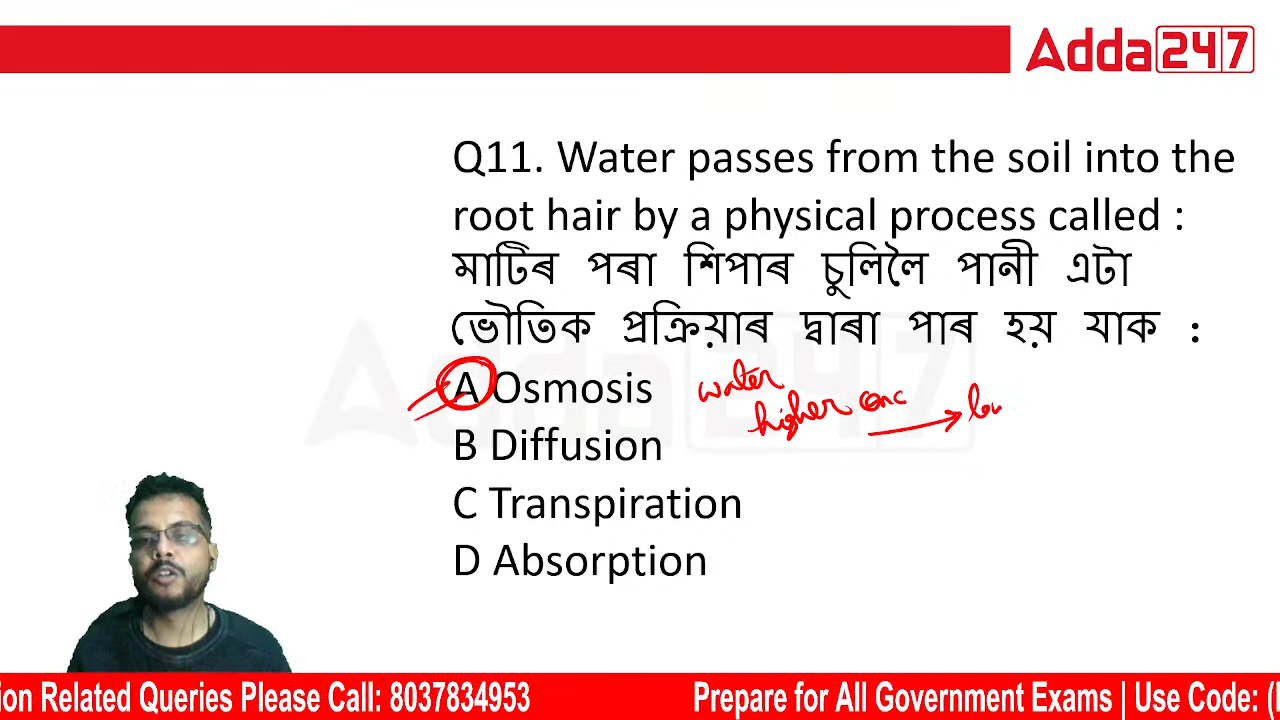 Adda247
Q11. Water passes from the soil into the
root hair by a physical process called :
মাটিৰ পৰা শিপাৰ চুলিলৈ পানী এটা
ভৌতিক প্ৰক্ৰিয়াৰ দ্বাৰা পাৰ হয় যাক :
A Osmosis
water
higher conc → low
B Diffusion
C Transpiration
D Absorption
ion Related Queries Please Call: 8037834953
Prepare for All Government Exams | Use Code: (